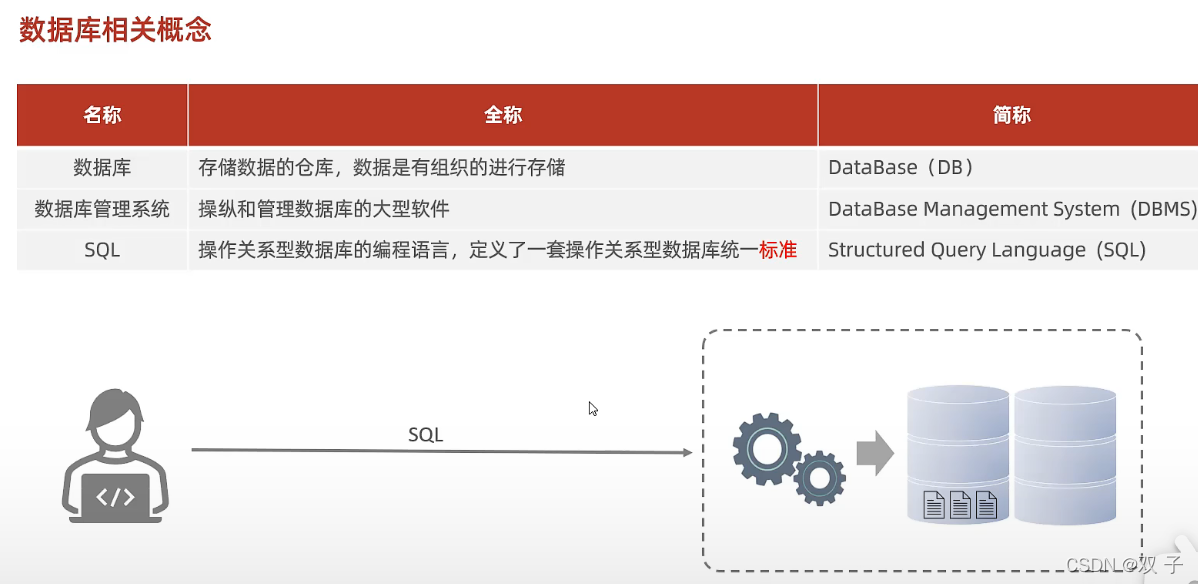 数据库相关概念
名称 全称 简称
数据库 存储数据的仓库，数据是有组织的进行存储 DataBase（DB）
数据库管理系统 操纵和管理数据库的大型软件 DataBase Management System (DBMS)
SQL 操作关系型数据库的编程语言，定义了一套操作关系型数据库统一标准 Structured Query Language (SQL)
SQL
</>
CSDN @双 子